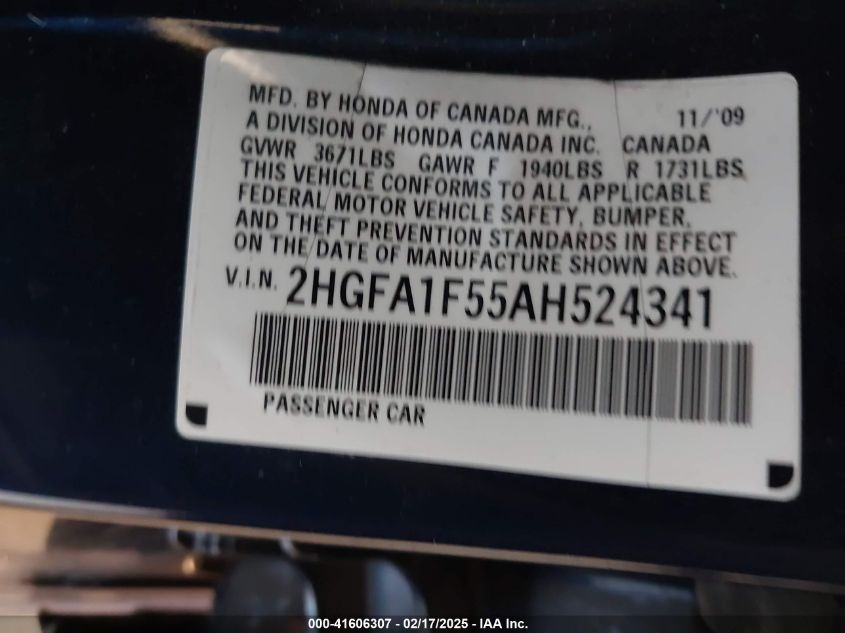 MFD. BY HONDA OF CANADA MFG., 11/'09
A DIVISION OF HONDA CANADA INC. CANADA
GVWR 3671LBS GAWR F 1940LBS R 1731LBS
THIS VEHICLE CONFORMS TO ALL APPLICABLE
FEDERAL MOTOR VEHICLE SAFETY, BUMPER,
AND THEFT PREVENTION STANDARDS IN EFFECT
ON THE DATE OF MANUFACTURE SHOWN ABOVE.
V.I.N. 2HGFA1F55AH524341
PASSENGER CAR
000-41606307 - 02/17/2025 - IAA Inc.